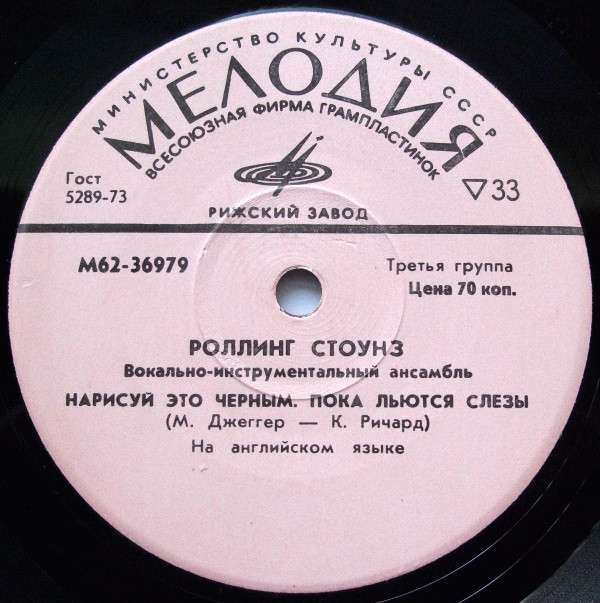 МИНИСТЕРСТВО КУЛЬТУРЫ СССР
МЕЛОДИЯ
ВСЕСОЮЗНАЯ ФИРМА ГРАМПЛАСТИНОК
Гост
5289-73
▽33
РИЖСКИЙ ЗАВОД
М62-36979
Третья группа
Цена 70 коп.
РОЛЛИНГ СТОУНЗ
Вокально-инструментальный ансамбль
НАРИСУЙ ЭТО ЧЕРНЫМ. ПОКА ЛЬЮТСЯ СЛЕЗЫ
(М. Джеггер — К. Ричард)
На английском языке